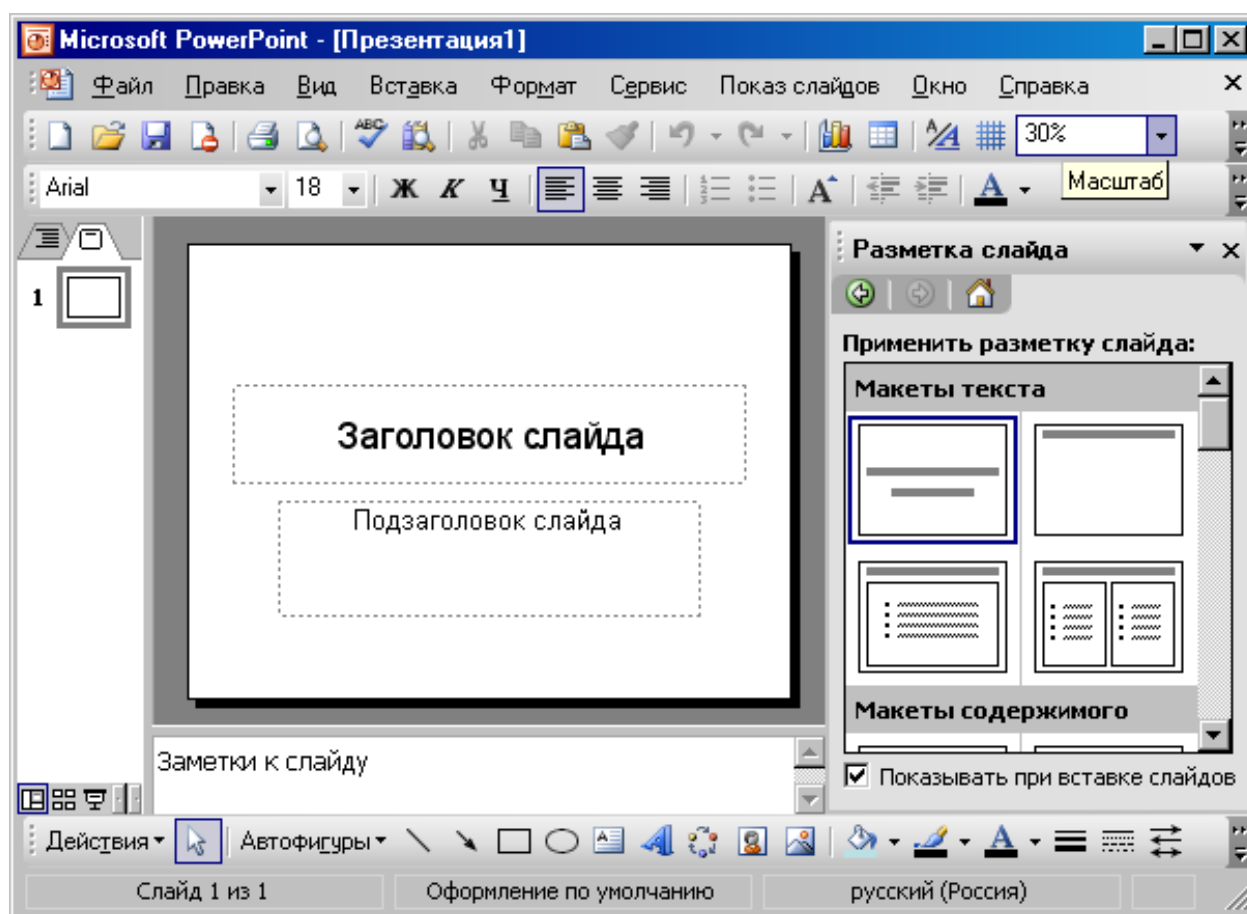 Microsoft PowerPoint - [Презентация1]
Файл Правка Вид Вставка Формат Сервис Показ слайдов Окно Справка
ABC A/A 30%
Arial 18 Ж К Ч A A Масштаб
Разметка слайда
1
Применить разметку слайда:
Макеты текста
Заголовок слайда
Подзаголовок слайда
Макеты содержимого
Заметки к слайду
Показывать при вставке слайдов
Действия Автофигуры A A
Слайд 1 из 1 Оформление по умолчанию русский (Россия)